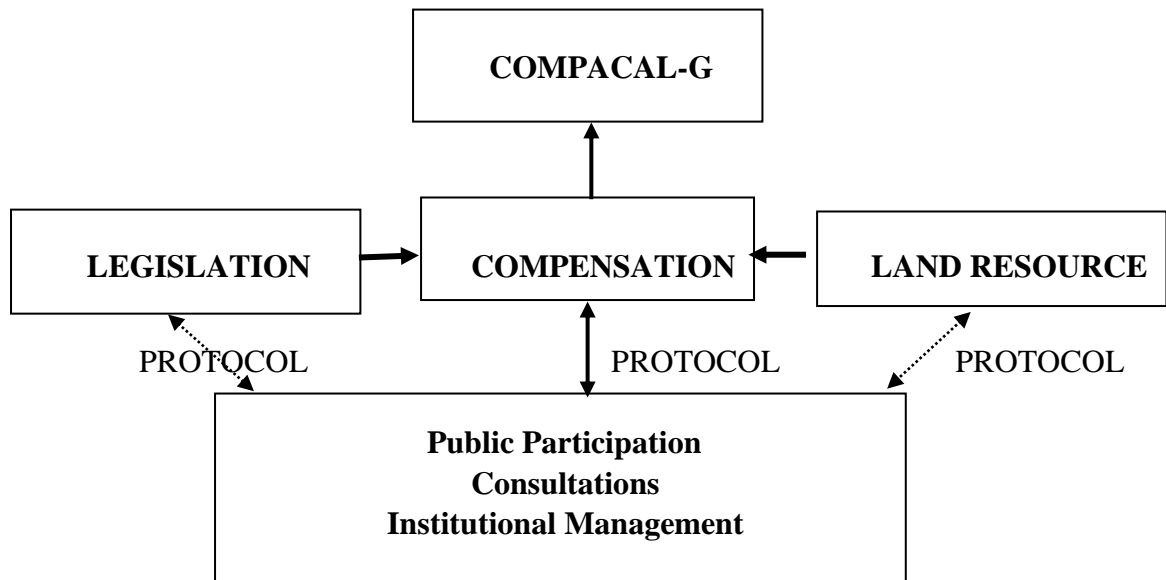 COMPACAL-G
LEGISLATION
COMPENSATION
LAND RESOURCE
PROTOCOL
PROTOCOL
PROTOCOL
Public Participation
Consultations
Institutional Management